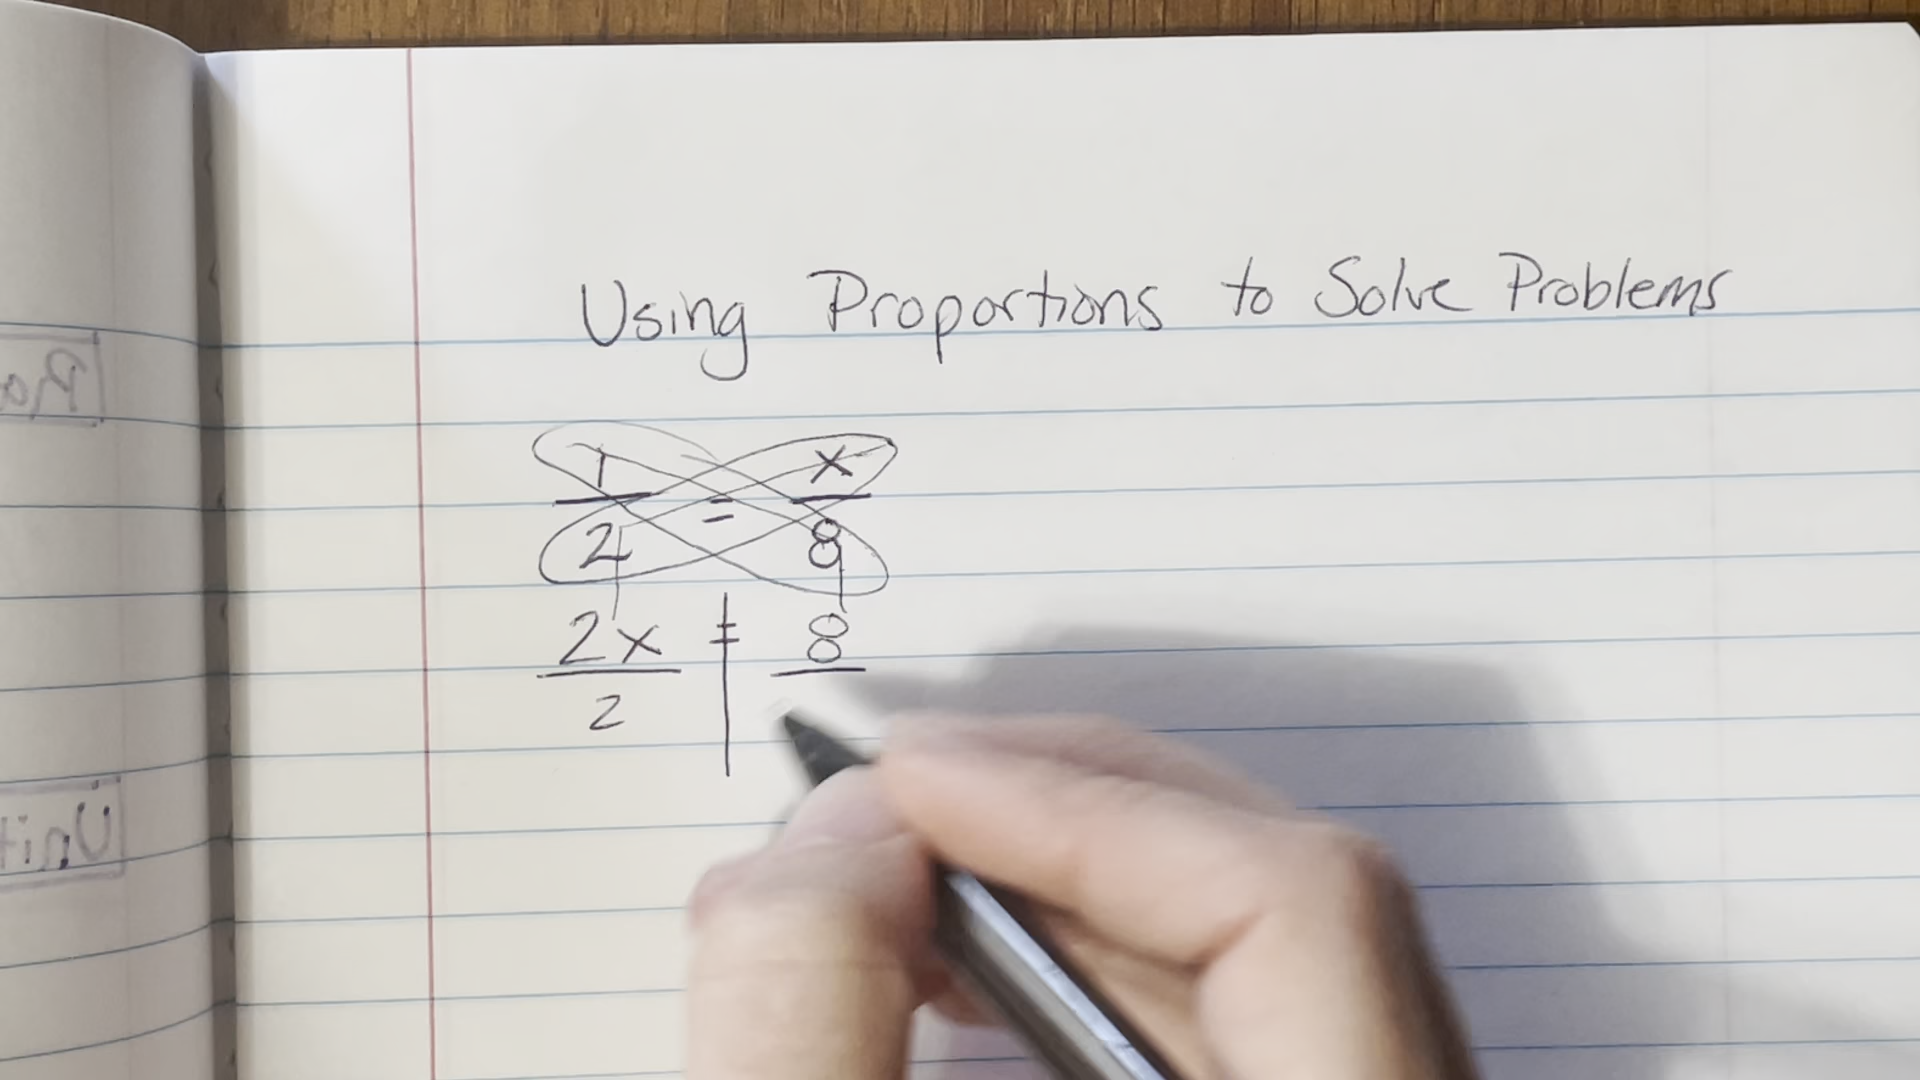 Using Proportions to Solve Problems
1 = x
2 8
2x = 8
2